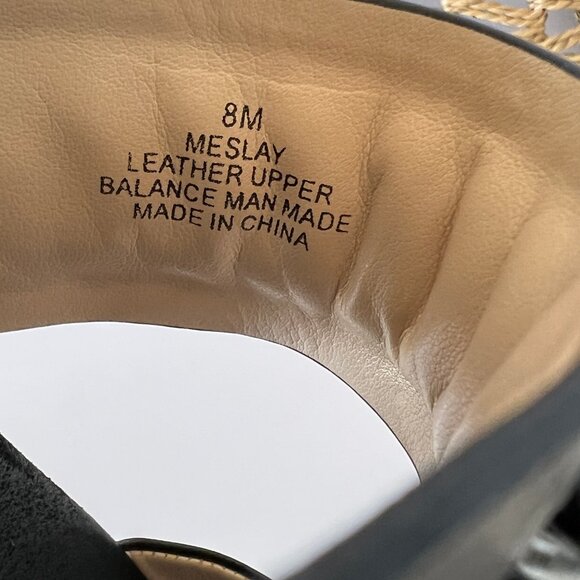 8M
MESLAY
LEATHER UPPER
BALANCE MAN MADE
MADE IN CHINA